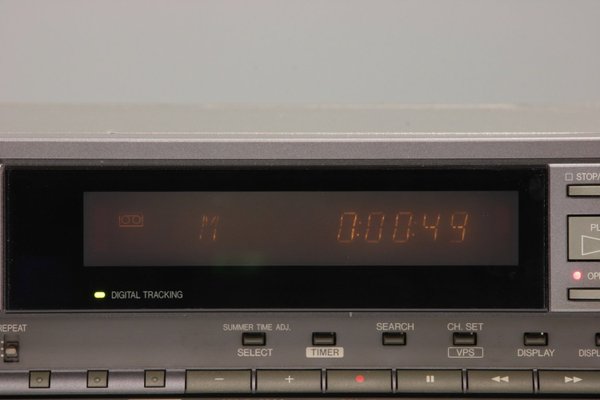 STOP/
M 0:00:49
PL
OPE
DIGITAL TRACKING
REPEAT
SUMMER TIME ADJ.
SEARCH
CH. SET
SELECT
TIMER
VPS
DISPLAY
DISPL
− +